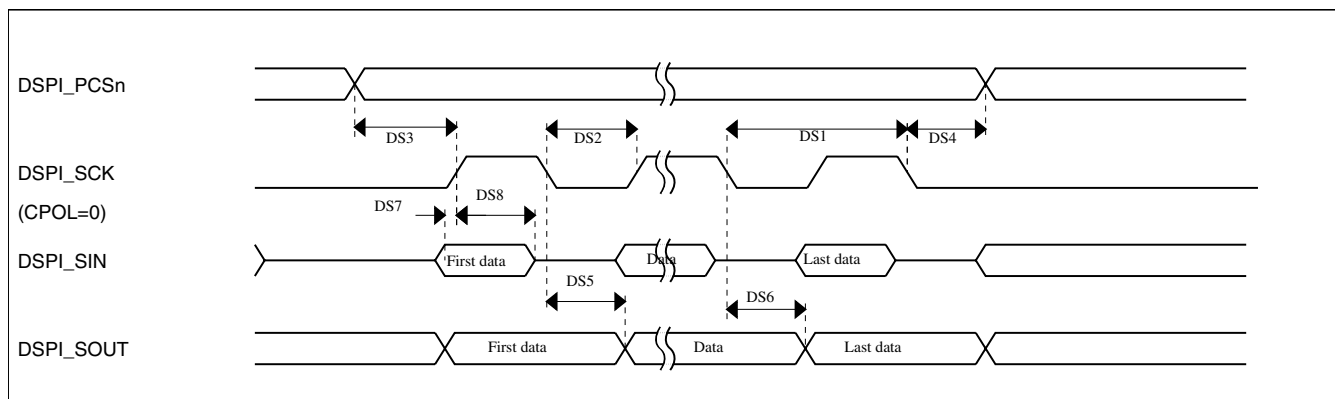 DSPI_PCSn
DS3 DS2 DS1 DS4
DSPI_SCK
(CPOL=0)
DS7 DS8
DSPI_SIN First data Data Last data
DS5 DS6
DSPI_SOUT First data Data Last data